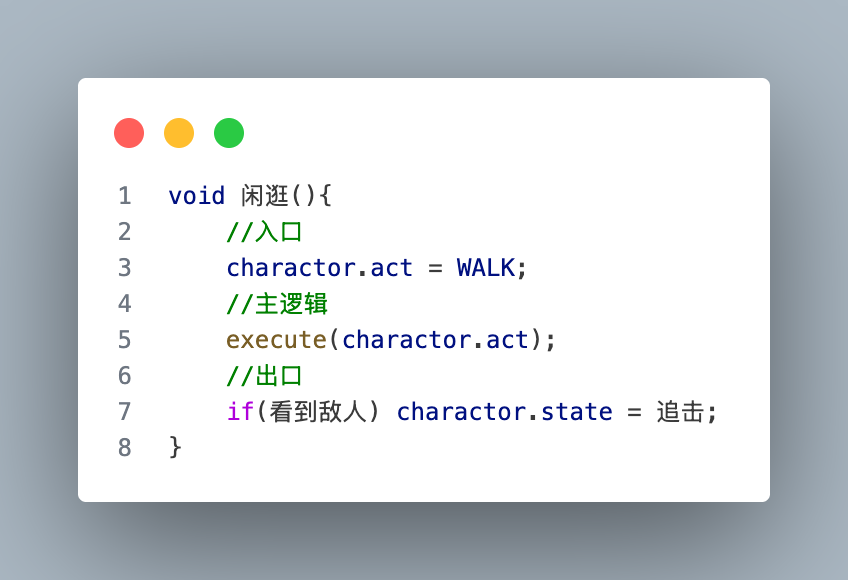 1 void 闲逛(){
2 //入口
3 charactor.act = WALK;
4 //主逻辑
5 execute(charactor.act);
6 //出口
7 if(看到敌人) charactor.state = 追击;
8 }